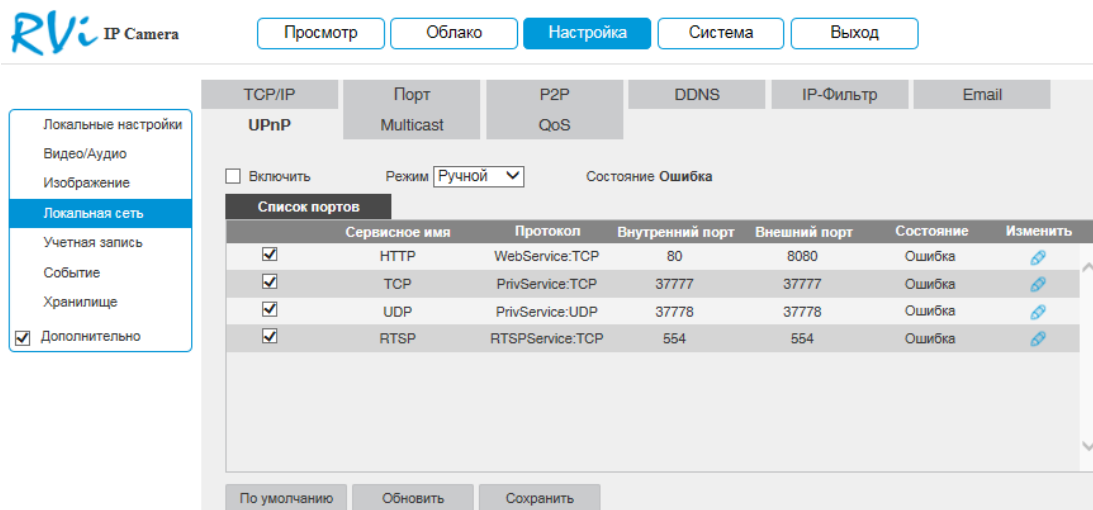 RVi IP Camera
Просмотр Облако Настройка Система Выход
TCP/IP Порт P2P DDNS IP-Фильтр Email
UPnP Multicast QoS
Локальные настройки
Видео/Аудио
Изображение
Локальная сеть
Учетная запись
Событие
Хранилище
Дополнительно
Включить Режим Ручной Состояние Ошибка
Список портов
Сервисное имя Протокол Внутренний порт Внешний порт Состояние Изменить
HTTP WebService:TCP 80 8080 Ошибка
TCP PrivService:TCP 37777 37777 Ошибка
UDP PrivService:UDP 37778 37778 Ошибка
RTSP RTSPService:TCP 554 554 Ошибка
По умолчанию Обновить Сохранить